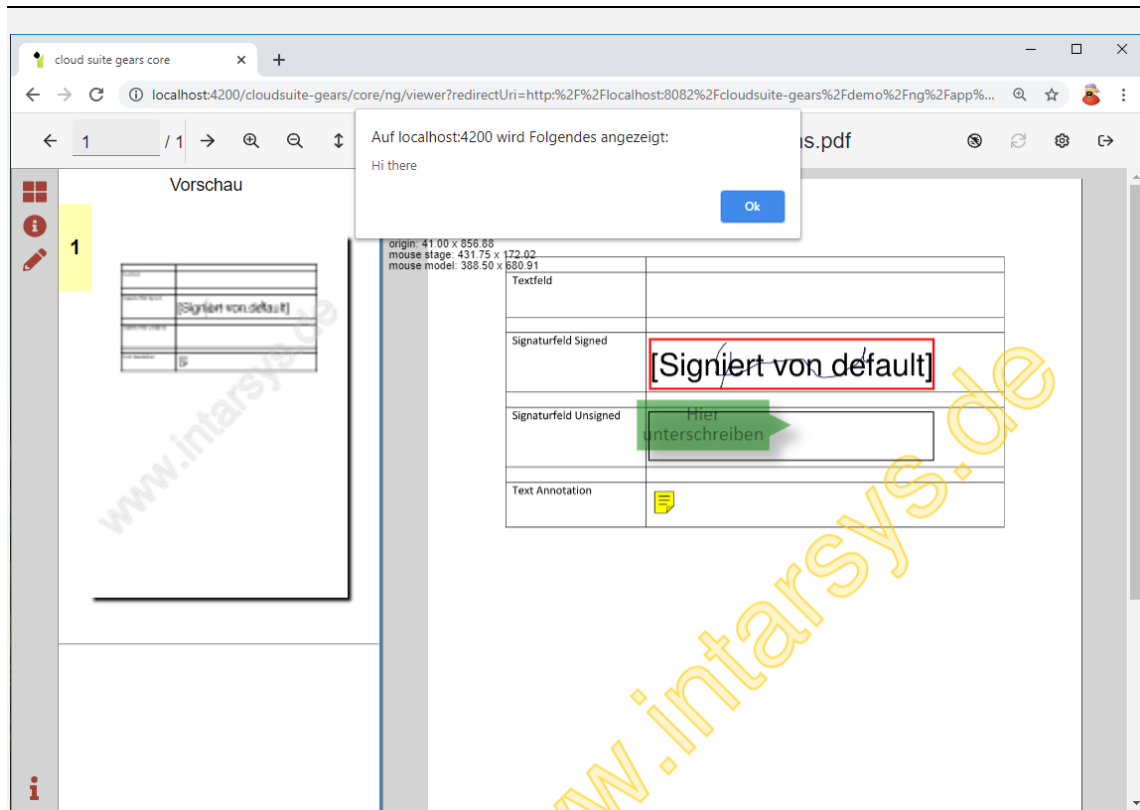 cloud suite gears core
localhost:4200/cloudsuite-gears/core/ng/viewer?redirectUri=http:%2F%2Flocalhost:8082%2Fcloudsuite-gears%2Fdemo%2Fng%2Fapp%...
1 / 1
s.pdf
Auf localhost:4200 wird Folgendes angezeigt:
Hi there
Ok
Vorschau
1
[Signiert von default]
www.intarsys.de
origin: 41.00 x 856.88
mouse stage: 431.75 x 172.02
mouse model: 388.50 x 680.91
Textfeld
Signaturfeld Signed
[Signiert von default]
Signaturfeld Unsigned
Hier
unterschreiben
Text Annotation
w.intarsys.de